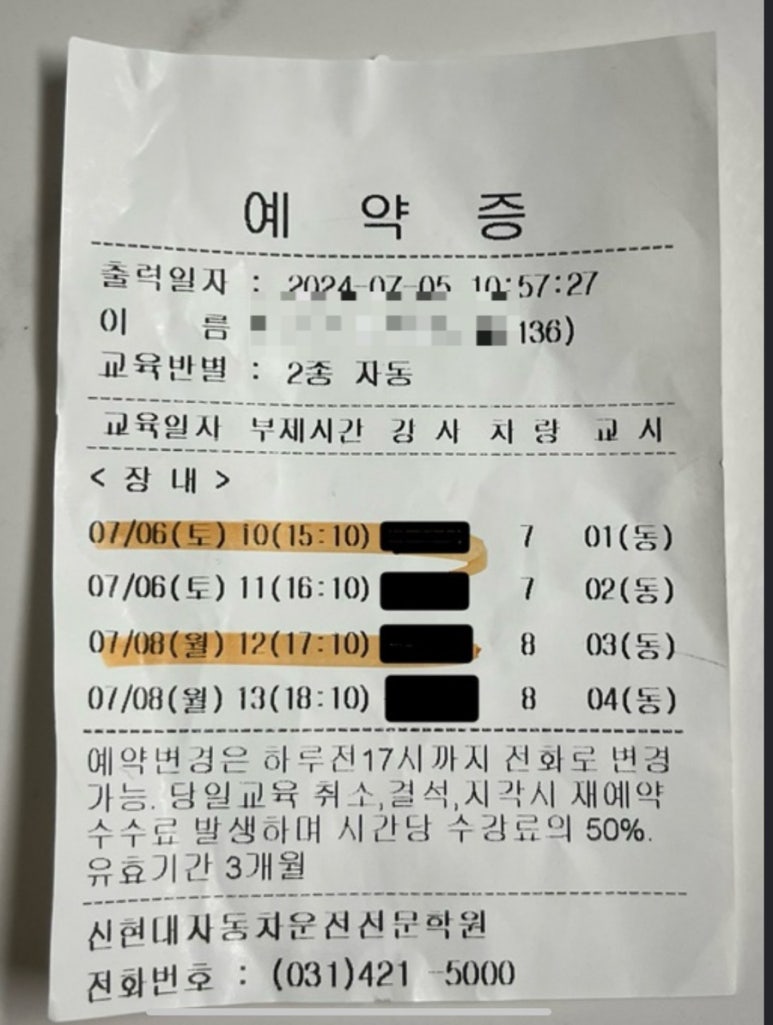 예 약 증
출력일자 : 2024-07-05 10:57:27
이 름 136)
교육반별 : 2종 자동
교육일자 부제시간 강 사 차 량 교 시
< 장 내 >
07/06(토) 10(15:10) 7 01(동)
07/06(토) 11(16:10) 7 02(동)
07/08(월) 12(17:10) 8 03(동)
07/08(월) 13(18:10) 8 04(동)
예약변경은 하루전17시까지 전화로 변경
가능. 당일교육 취소,결석,지각시 재예약
수수료 발생하며 시간당 수강료의 50%.
유효기간 3개월
신현대자동차운전전문학원
전화번호 : (031)421 -5000